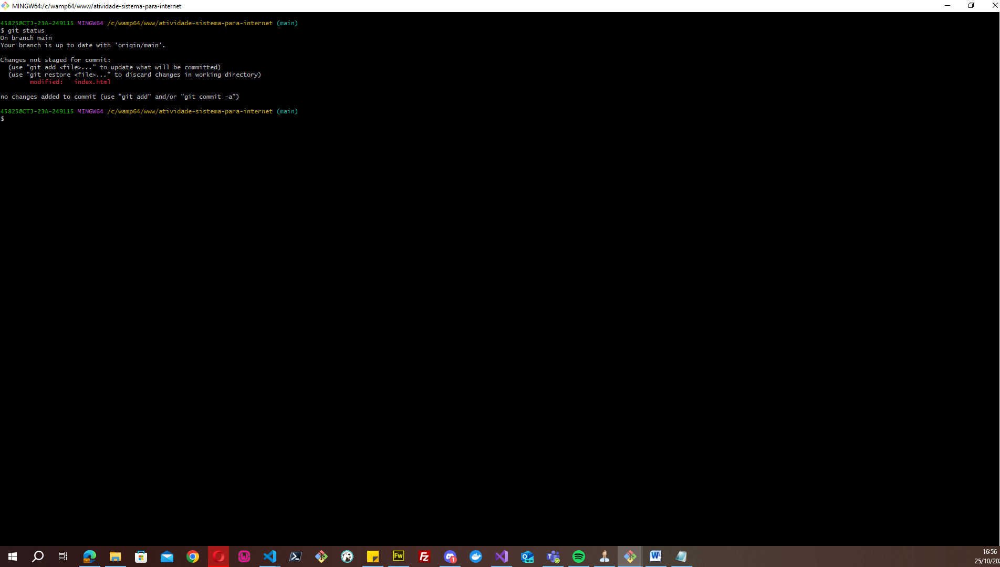 MINGW64:/c/wamp64/www/atividade-sistema-para-internet
45825@CTJ-23A-249115 MINGW64 /c/wamp64/www/atividade-sistema-para-internet (main)
$ git status
On branch main
Your branch is up to date with 'origin/main'.
Changes not staged for commit:
(use "git add <file>..." to update what will be committed)
(use "git restore <file>..." to discard changes in working directory)
modified: index.html
no changes added to commit (use "git add" and/or "git commit -a")
45825@CTJ-23A-249115 MINGW64 /c/wamp64/www/atividade-sistema-para-internet (main)
$
Fw
Fz
1
O
NEW
W
16:56
25/10/20